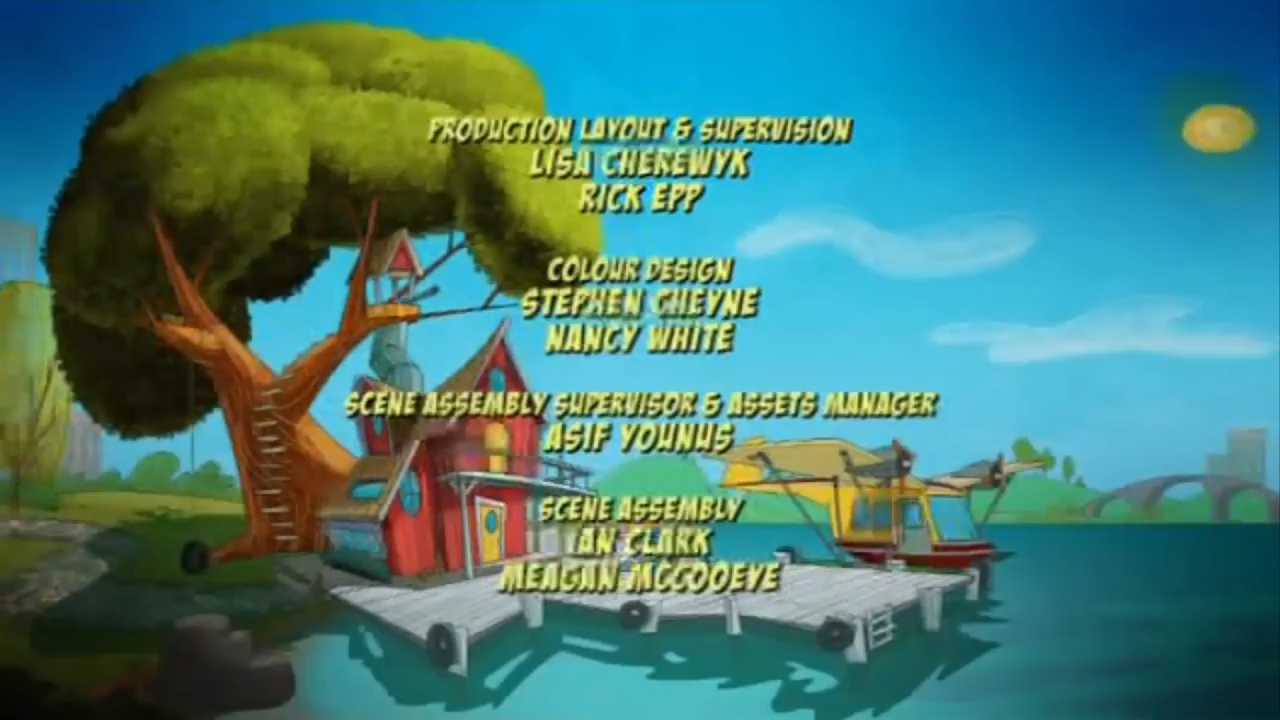 PRODUCTION LAYOUT & SUPERVISION
LISA CHEREWYK
RICK EPP
COLOUR DESIGN
STEPHEN CHEYNE
NANCY WHITE
SCENE ASSEMBLY SUPERVISOR & ASSETS MANAGER
ASIF YOUNUS
SCENE ASSEMBLY
IAN CLARK
MEAGAN MCCOOEYE